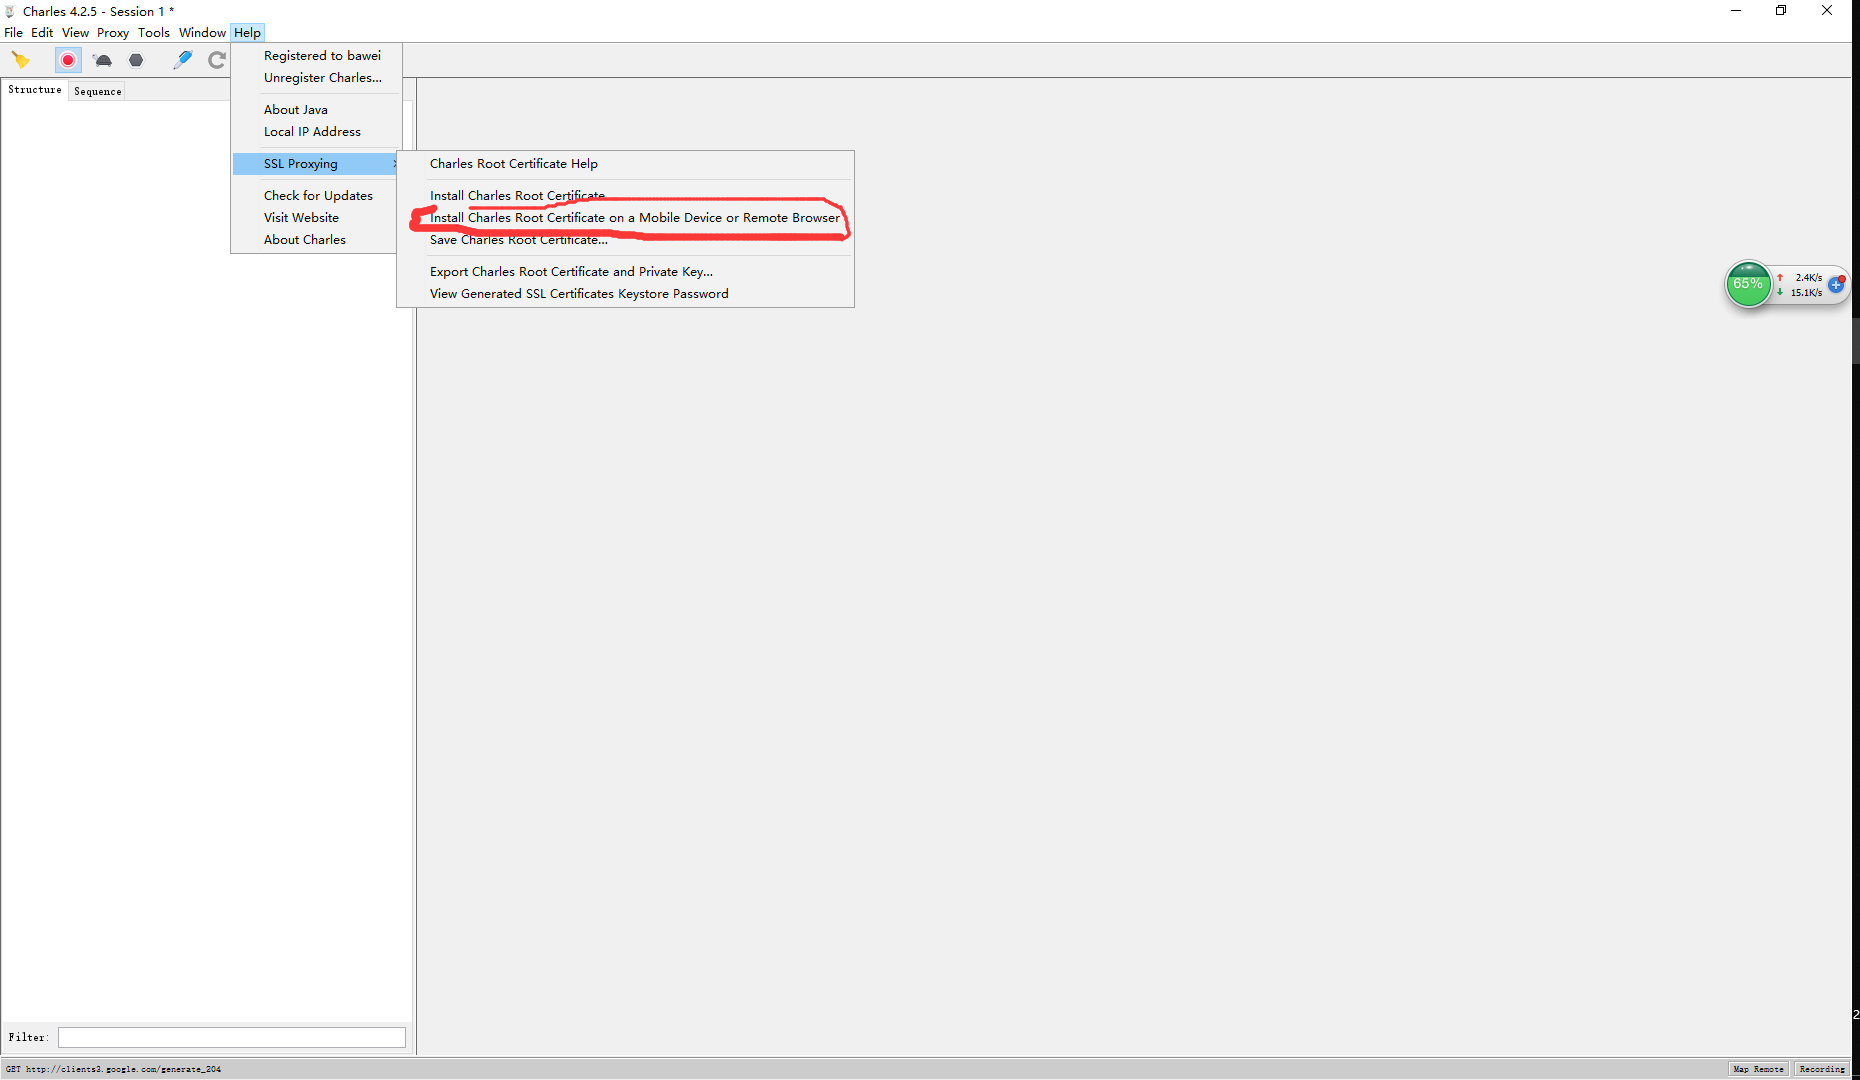 Charles 4.2.5 - Session 1 *
File Edit View Proxy Tools Window Help
Registered to bawei
Unregister Charles...
About Java
Local IP Address
SSL Proxying
Check for Updates
Visit Website
About Charles
Charles Root Certificate Help
Install Charles Root Certificate
Install Charles Root Certificate on a Mobile Device or Remote Browser
Save Charles Root Certificate...
Export Charles Root Certificate and Private Key...
View Generated SSL Certificates Keystore Password
Structure Sequence
65%
2.4K/s
15.1K/s
Filter:
2
GET http://clients3.google.com/generate_204
Map Remote Recording